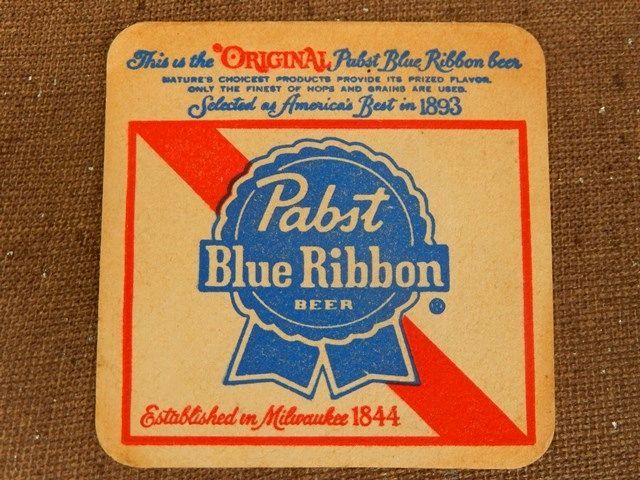 This is the "ORIGINAL Pabst Blue Ribbon beer
NATURE'S CHOICEST PRODUCTS PROVIDE ITS PRIZED FLAVOR.
ONLY THE FINEST OF HOPS AND GRAINS ARE USED.
Selected as America's Best in 1893
Pabst
Blue Ribbon
BEER
®
Established in Milwaukee 1844